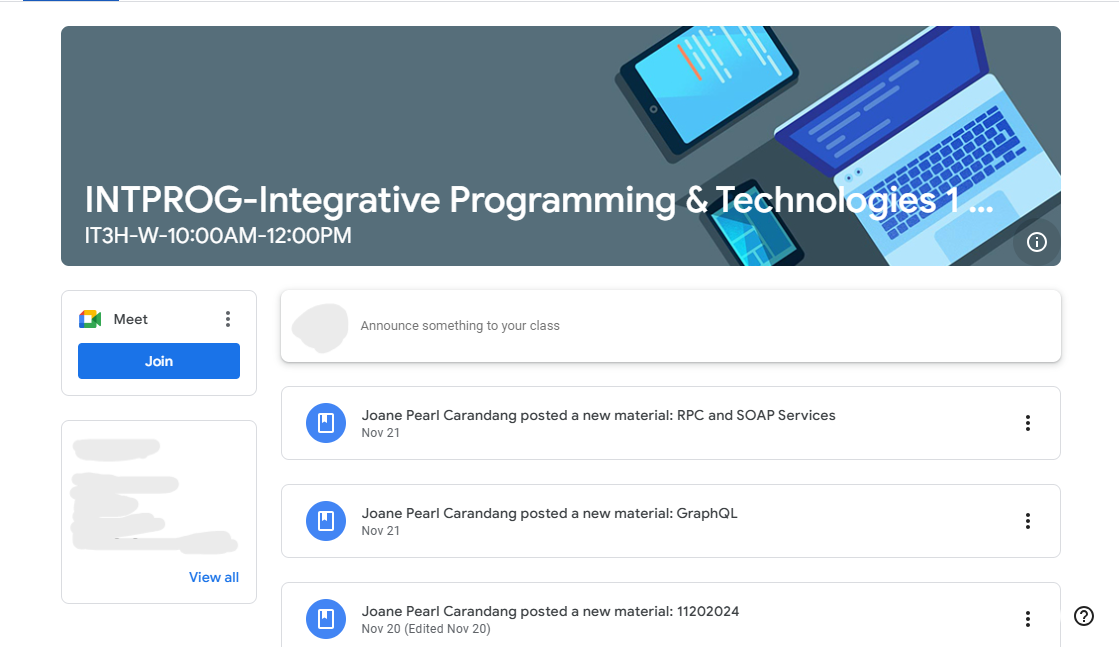 INTPROG-Integrative Programming & Technologies 1 ...
IT3H-W-10:00AM-12:00PM
Meet
Join
Announce something to your class
Joane Pearl Carandang posted a new material: RPC and SOAP Services
Nov 21
Joane Pearl Carandang posted a new material: GraphQL
Nov 21
View all
Joane Pearl Carandang posted a new material: 11202024
Nov 20 (Edited Nov 20)